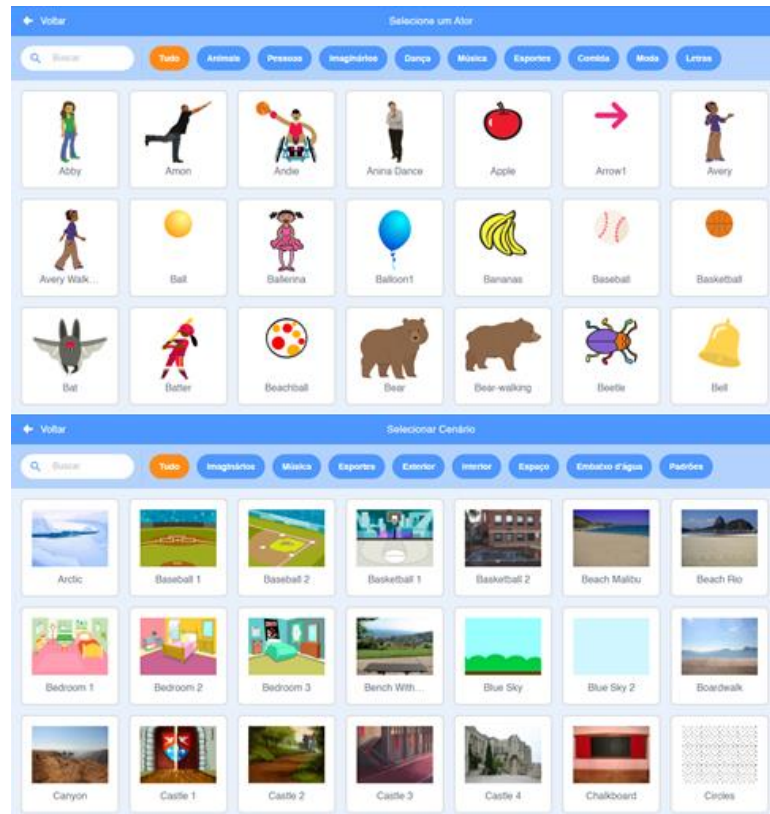 Voltar Selecione um Ator
Buscar Tudo Animais Pessoas Imaginários Dança Música Esportes Comida Moda Letras
Abby Amon Andie Anina Dance Apple Arrow1 Avery
Avery Walk... Ball Ballerina Balloon1 Bananas Baseball Basketball
Bat Batter Beachball Bear Bear-walking Beetle Bell
Voltar Selecionar Cenário
Buscar Tudo Imaginários Música Esportes Exterior Interior Espaço Embaixo d'água Padrões
Arctic Baseball 1 Baseball 2 Basketball 1 Basketball 2 Beach Malibu Beach Rio
Bedroom 1 Bedroom 2 Bedroom 3 Bench With... Blue Sky Blue Sky 2 Boardwalk
Canyon Castle 1 Castle 2 Castle 3 Castle 4 Chalkboard Circles